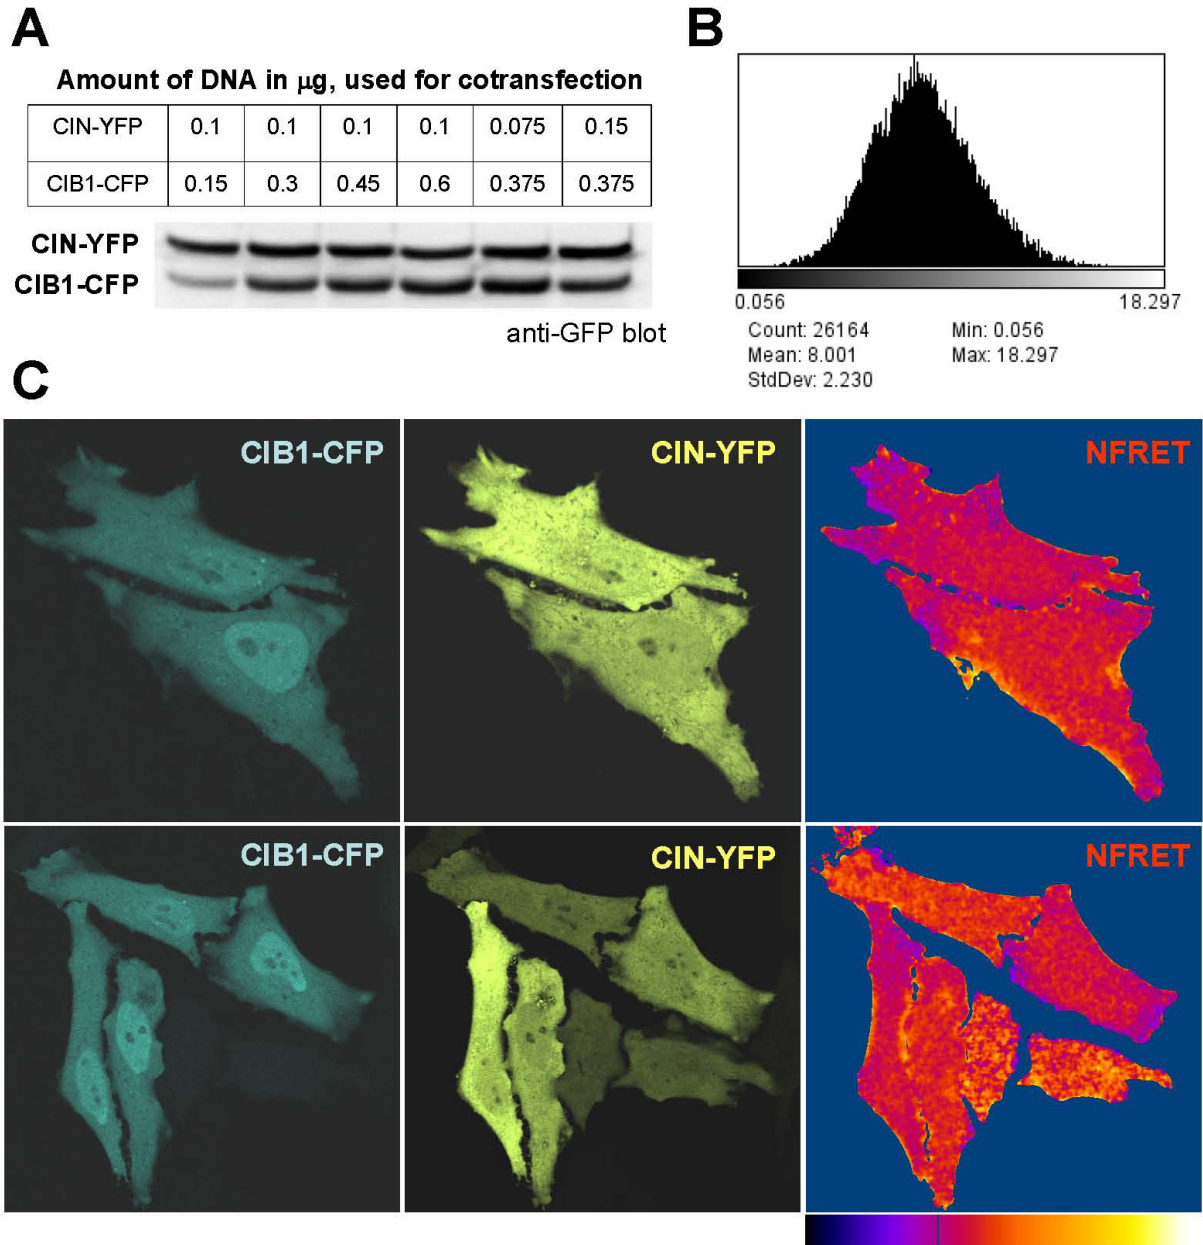 A
Amount of DNA in μg, used for cotransfection
CIN-YFP 0.1 0.1 0.1 0.1 0.075 0.15
CIB1-CFP 0.15 0.3 0.45 0.6 0.375 0.375
CIN-YFP
CIB1-CFP
anti-GFP blot
B
0.056 18.297
Count: 26164 Min: 0.056
Mean: 8.001 Max: 18.297
StdDev: 2.230
C
CIB1-CFP CIN-YFP NFRET
CIB1-CFP CIN-YFP NFRET